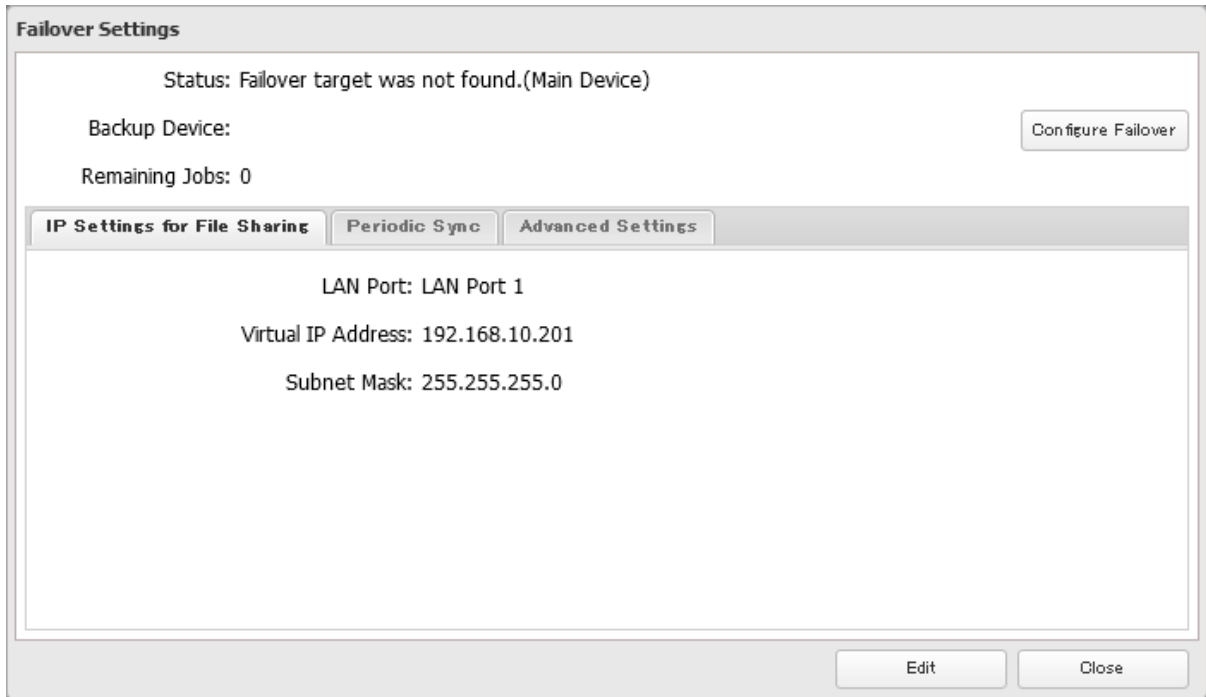 Failover Settings
Status: Failover target was not found.(Main Device)
Backup Device:
Configure Failover
Remaining Jobs: 0
IP Settings for File Sharing Periodic Sync Advanced Settings
LAN Port: LAN Port 1
Virtual IP Address: 192.168.10.201
Subnet Mask: 255.255.255.0
Edit Close